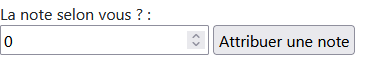 La note selon vous ? :
0 Attribuer une note